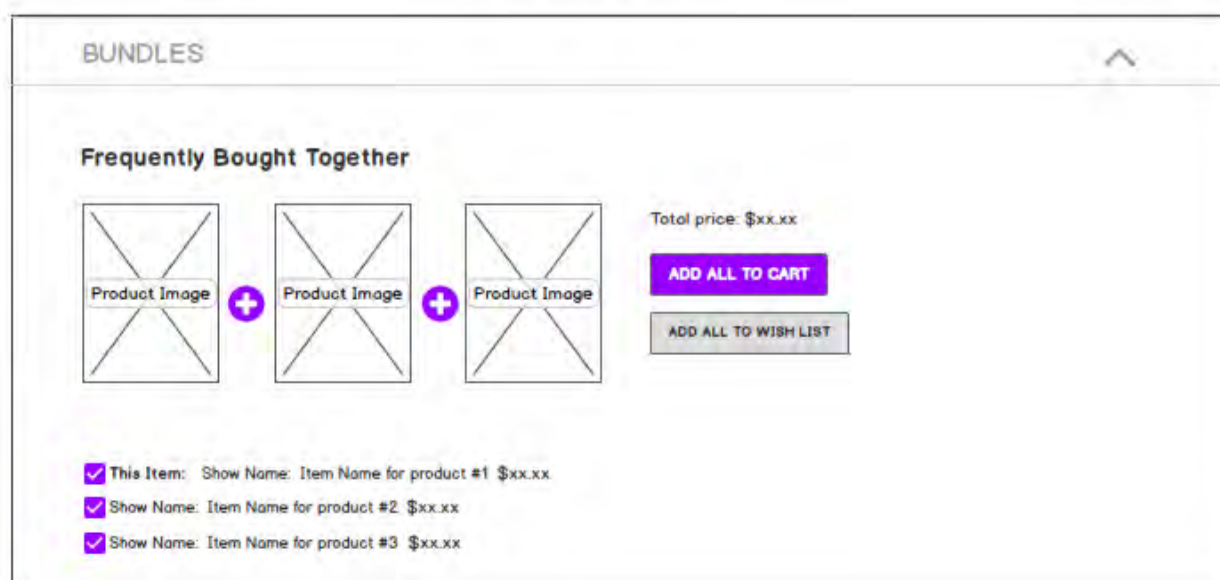 BUNDLES
Frequently Bought Together
Product Image
Product Image
Product Image
Total price: $xx.xx
ADD ALL TO CART
ADD ALL TO WISH LIST
This Item: Show Name: Item Name for product #1 $xx.xx
Show Name: Item Name for product #2 $xx.xx
Show Name: Item Name for product #3 $xx.xx